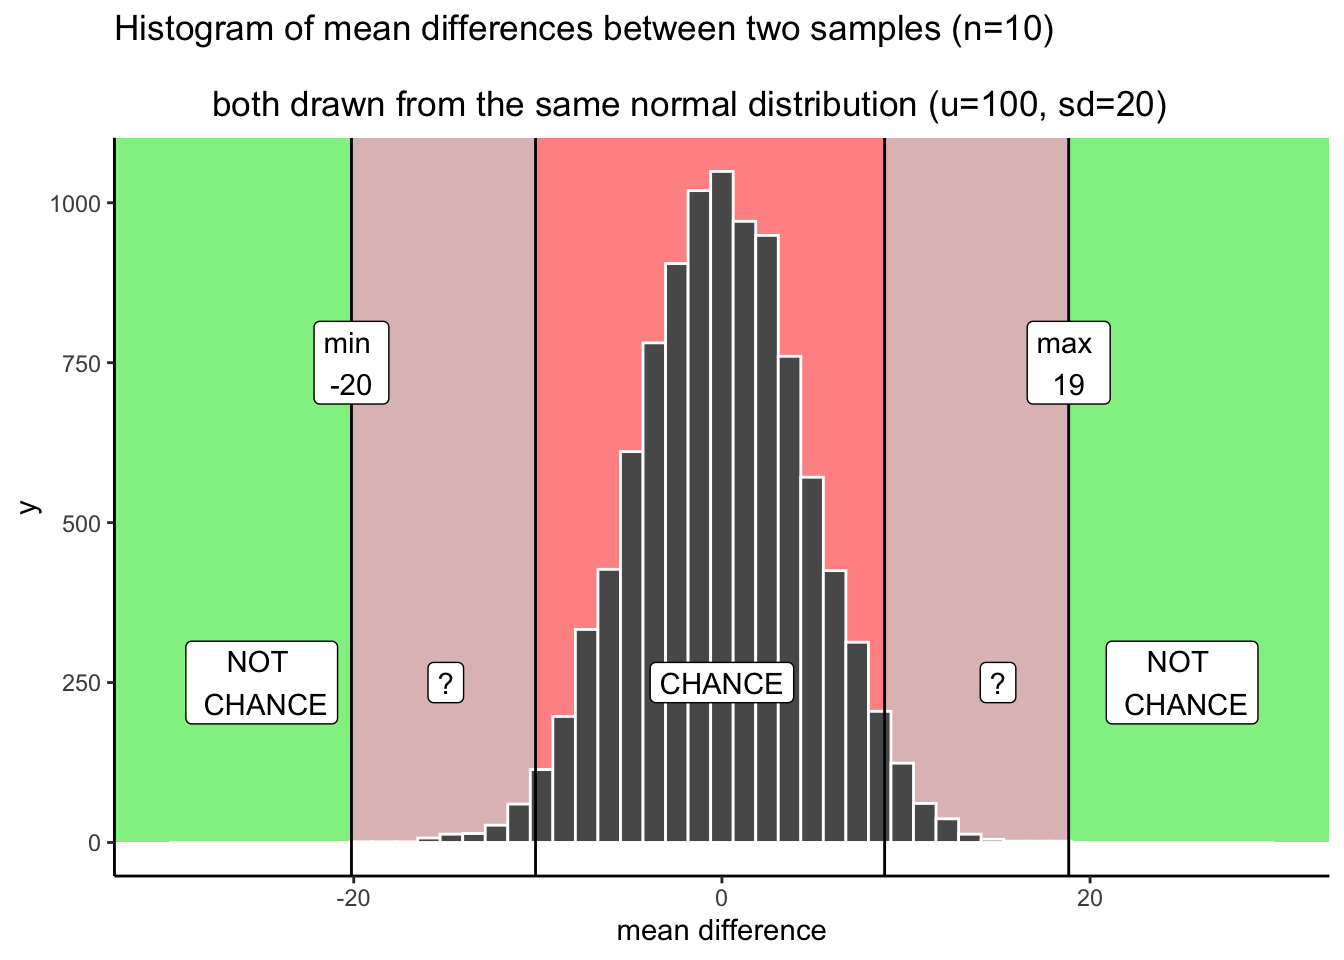 Histogram of mean differences between two samples (n=10)
both drawn from the same normal distribution (u=100, sd=20)
1000
750
500
250
0
y
min
-20
max
19
NOT
CHANCE
?
CHANCE
?
NOT
CHANCE
-20
0
20
mean difference